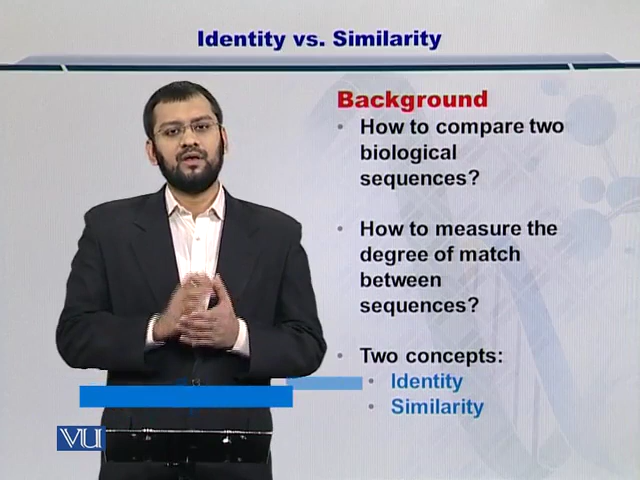 Identity vs. Similarity
Background
• How to compare two
biological
sequences?
• How to measure the
degree of match
between
sequences?
• Two concepts:
• Identity
• Similarity
VU